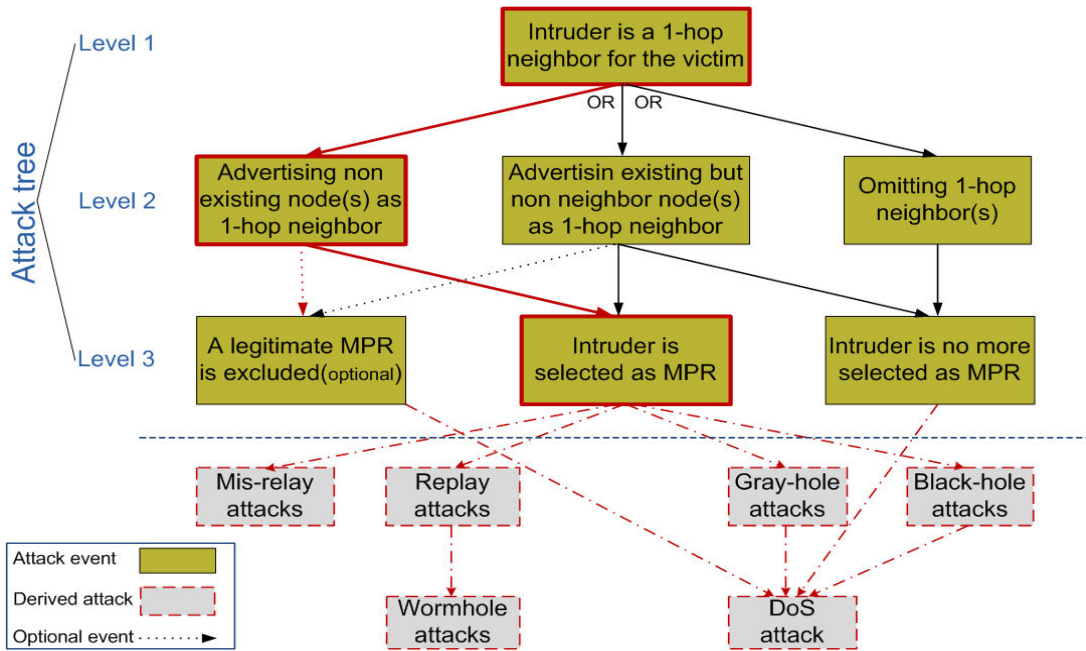 Attack tree
Level 1
Intruder is a 1-hop
neighbor for the victim
OR OR
Level 2
Advertising non
existing node(s) as
1-hop neighbor
Advertisin existing but
non neighbor node(s)
as 1-hop neighbor
Omitting 1-hop
neighbor(s)
Level 3
A legitimate MPR
is excluded(optional)
Intruder is
selected as MPR
Intruder is no more
selected as MPR
Mis-relay
attacks
Replay
attacks
Gray-hole
attacks
Black-hole
attacks
Wormhole
attacks
DoS
attack
Attack event
Derived attack
Optional event